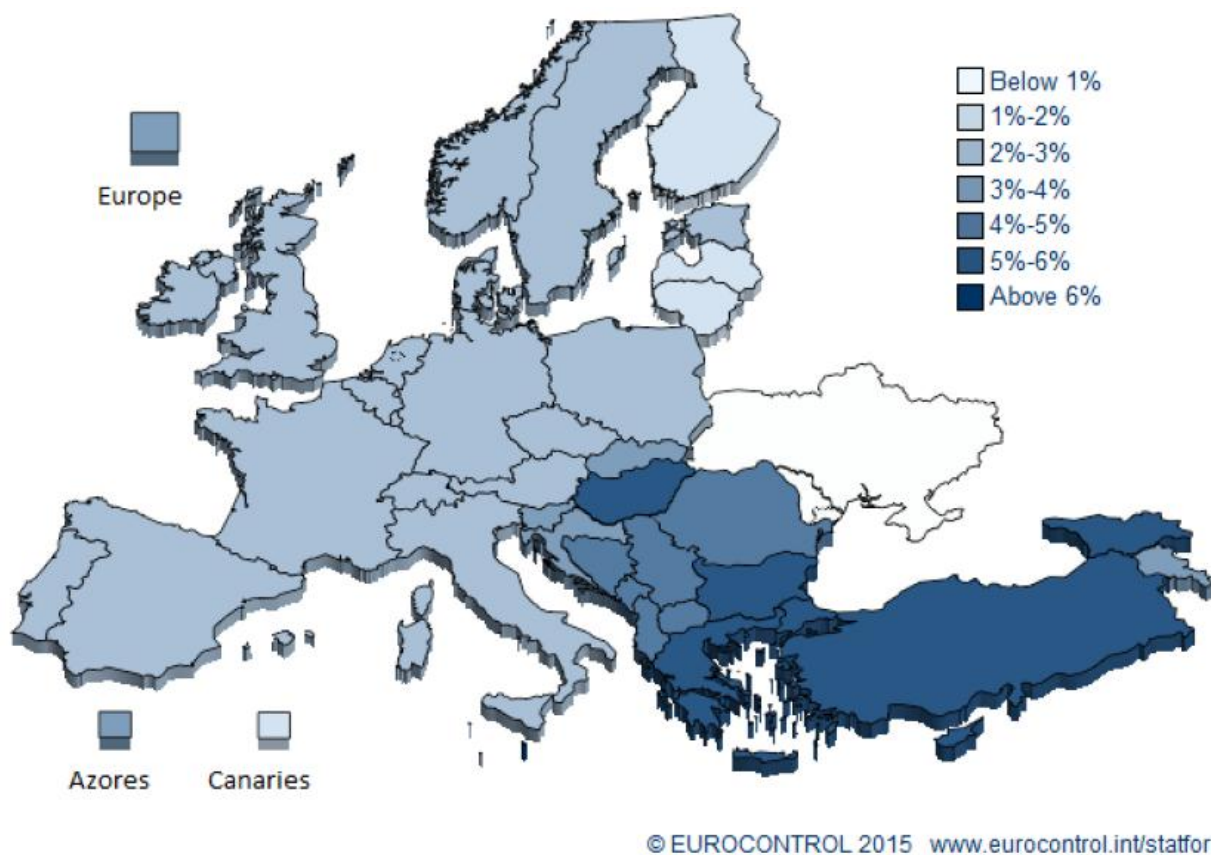 Below 1%
1%-2%
2%-3%
3%-4%
4%-5%
5%-6%
Above 6%
Europe
Azores
Canaries
© EUROCONTROL 2015 www.eurocontrol.int/statfor